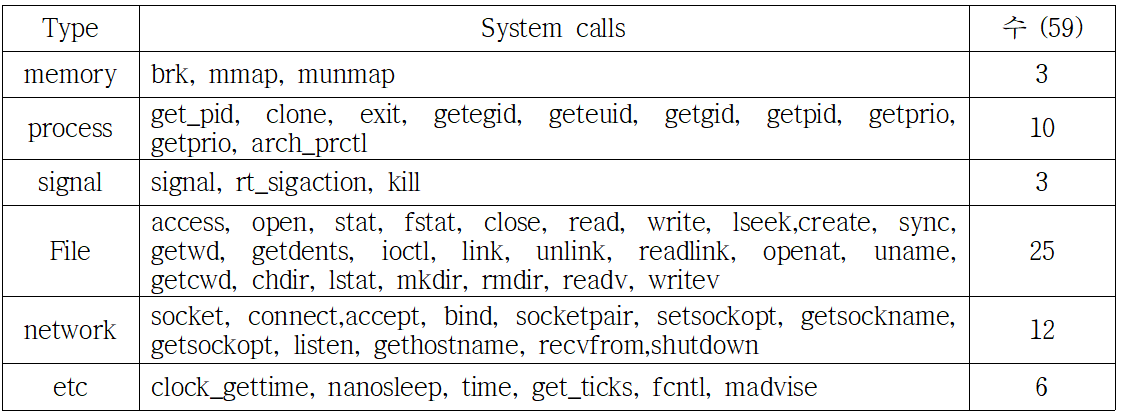 Type System calls 수 (59)
memory brk, mmap, munmap 3
process get_pid, clone, exit, getegid, geteuid, getgid, getpid, getprio,
getprio, arch_prctl 10
signal signal, rt_sigaction, kill 3
File access, open, stat, fstat, close, read, write, lseek,create, sync,
getwd, getdents, ioctl, link, unlink, readlink, openat, uname,
getcwd, chdir, lstat, mkdir, rmdir, readv, writev 25
network socket, connect,accept, bind, socketpair, setsockopt, getsockname,
getsockopt, listen, gethostname, recvfrom,shutdown 12
etc clock_gettime, nanosleep, time, get_ticks, fcntl, madvise 6